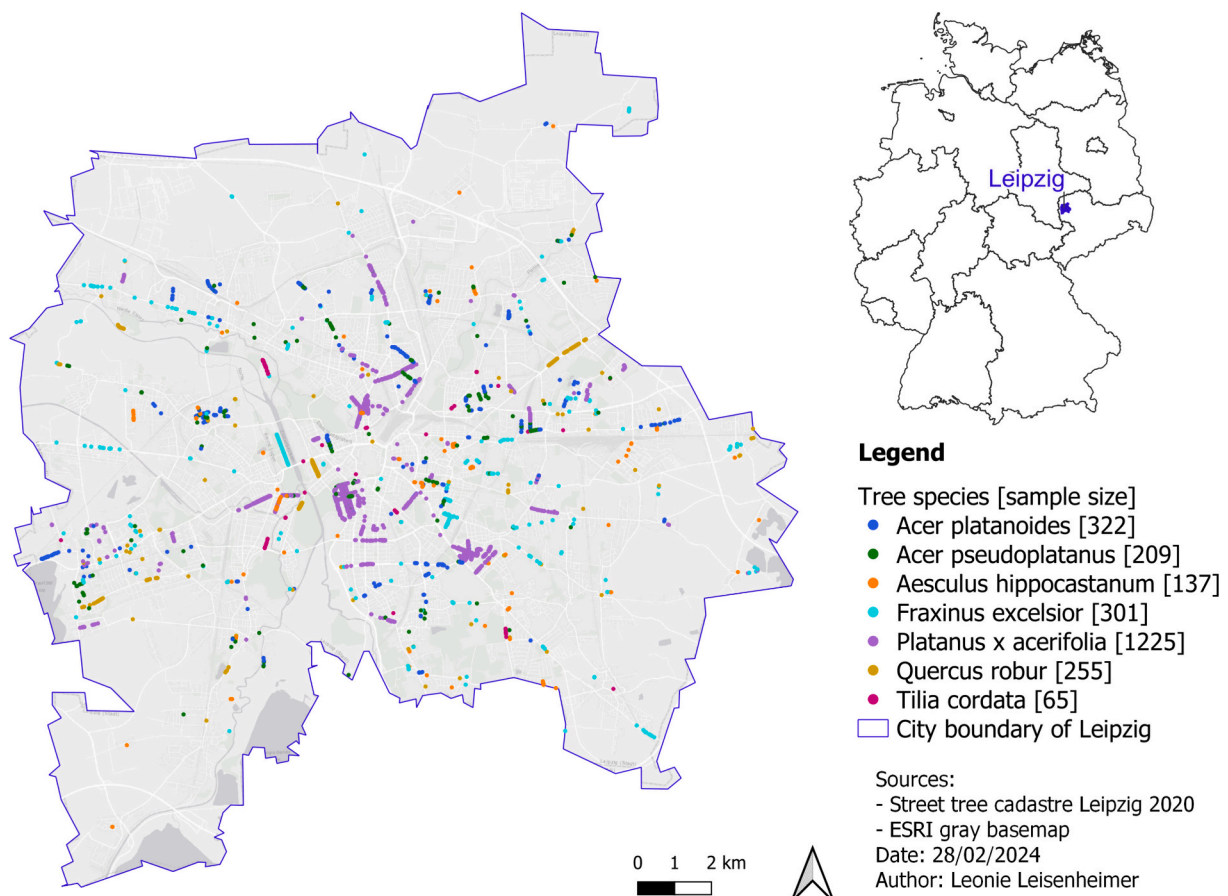 Leipzig
Legend
Tree species [sample size]
Acer platanoides [322]
Acer pseudoplatanus [209]
Aesculus hippocastanum [137]
Fraxinus excelsior [301]
Platanus x acerifolia [1225]
Quercus robur [255]
Tilia cordata [65]
City boundary of Leipzig
Sources:
- Street tree cadastre Leipzig 2020
- ESRI gray basemap
Date: 28/02/2024
Author: Leonie Leisenheimer
0 1 2 km